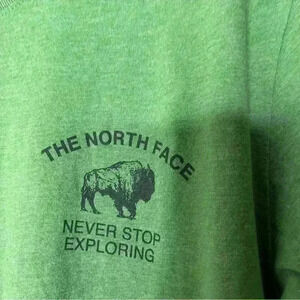 THE NORTH FACE
NEVER STOP
EXPLORING